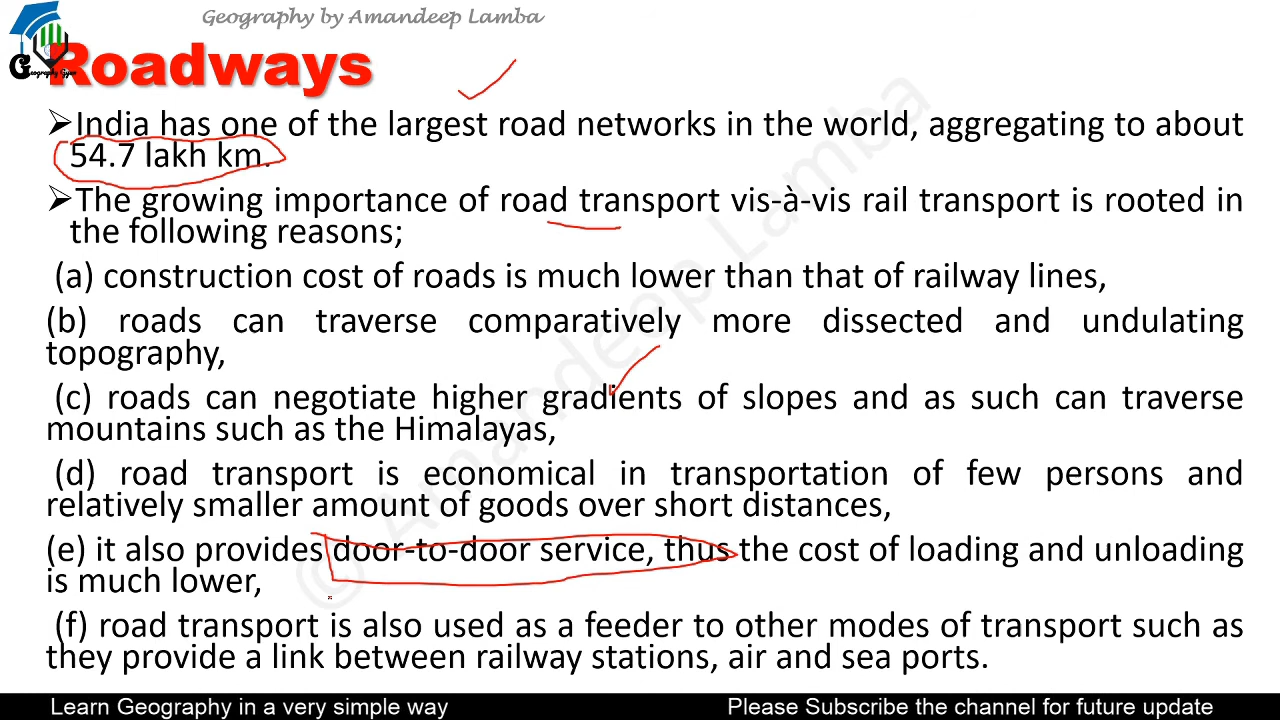 Geography by Amandeep Lamba
Geography Gyan
Roadways
➢India has one of the largest road networks in the world, aggregating to about
54.7 lakh km.
➢The growing importance of road transport vis-à-vis rail transport is rooted in
the following reasons;
(a) construction cost of roads is much lower than that of railway lines,
(b) roads can traverse comparatively more dissected and undulating
topography,
(c) roads can negotiate higher gradients of slopes and as such can traverse
mountains such as the Himalayas,
(d) road transport is economical in transportation of few persons and
relatively smaller amount of goods over short distances,
(e) it also provides door-to-door service, thus the cost of loading and unloading
is much lower,
(f) road transport is also used as a feeder to other modes of transport such as
they provide a link between railway stations, air and sea ports.
© Amandeep Lamba
Learn Geography in a very simple way
Please Subscribe the channel for future update